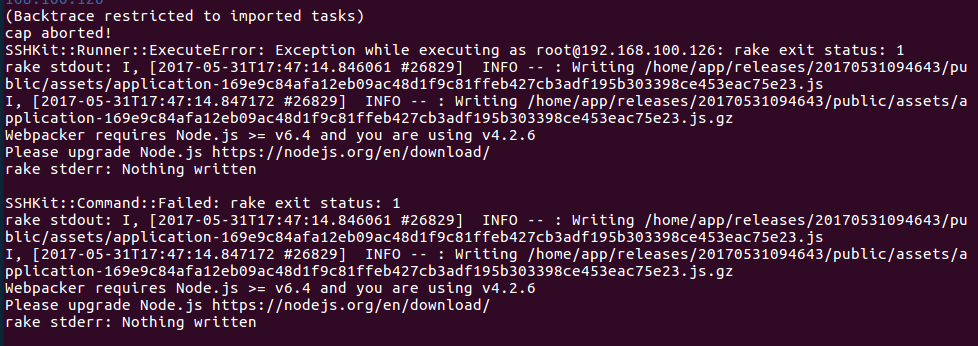 (Backtrace restricted to imported tasks)
cap aborted!
SSHKit::Runner::ExecuteError: Exception while executing as root@192.168.100.126: rake exit status: 1
rake stdout: I, [2017-05-31T17:47:14.846061 #26829]  INFO -- : Writing /home/app/releases/20170531094643/pu
blic/assets/application-169e9c84afa12eb09ac48d1f9c81ffeb427cb3adf195b303398ce453eac75e23.js
I, [2017-05-31T17:47:14.847172 #26829]  INFO -- : Writing /home/app/releases/20170531094643/public/assets/a
pplication-169e9c84afa12eb09ac48d1f9c81ffeb427cb3adf195b303398ce453eac75e23.js.gz
Webpacker requires Node.js >= v6.4 and you are using v4.2.6
Please upgrade Node.js https://nodejs.org/en/download/
rake stderr: Nothing written
SSHKit::Command::Failed: rake exit status: 1
rake stdout: I, [2017-05-31T17:47:14.846061 #26829]  INFO -- : Writing /home/app/releases/20170531094643/pu
blic/assets/application-169e9c84afa12eb09ac48d1f9c81ffeb427cb3adf195b303398ce453eac75e23.js
I, [2017-05-31T17:47:14.847172 #26829]  INFO -- : Writing /home/app/releases/20170531094643/public/assets/a
pplication-169e9c84afa12eb09ac48d1f9c81ffeb427cb3adf195b303398ce453eac75e23.js.gz
Webpacker requires Node.js >= v6.4 and you are using v4.2.6
Please upgrade Node.js https://nodejs.org/en/download/
rake stderr: Nothing written